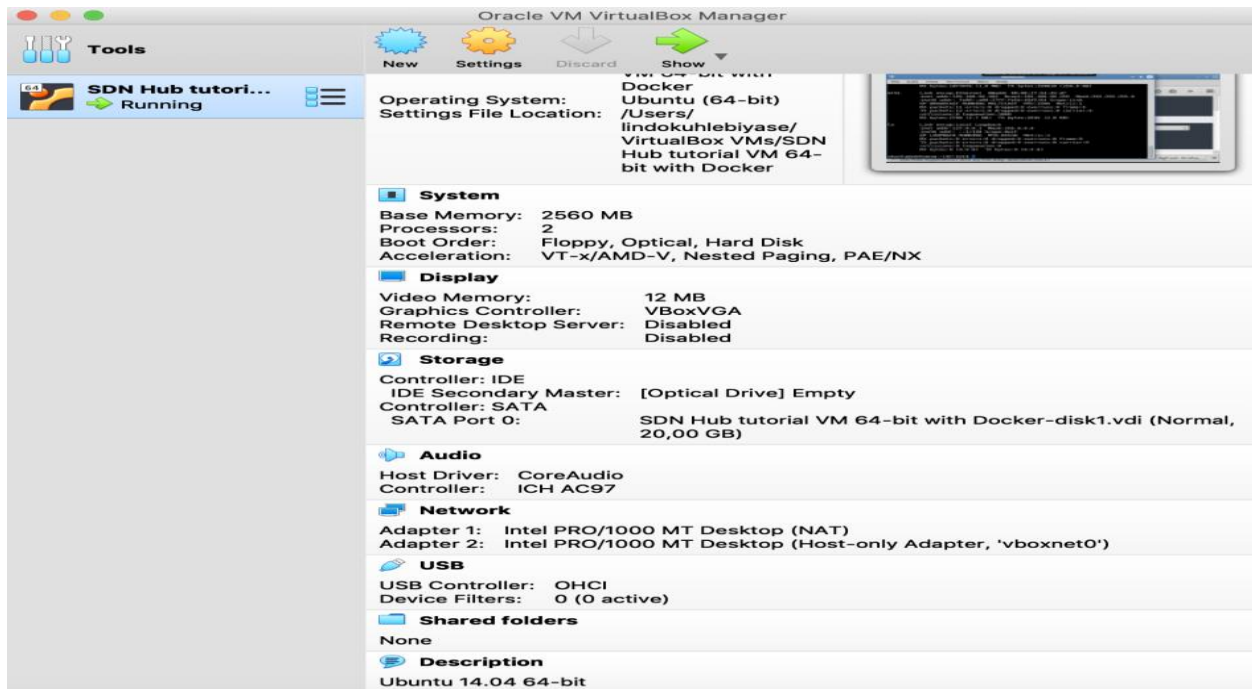 Oracle VM VirtualBox Manager
Tools
New Settings Discard Show
64
SDN Hub tutori...
Running
Docker
Operating System: Ubuntu (64-bit)
Settings File Location: /Users/
lindokuhlebiyase/
VirtualBox VMs/SDN
Hub tutorial VM 64-
bit with Docker
System
Base Memory: 2560 MB
Processors: 2
Boot Order: Floppy, Optical, Hard Disk
Acceleration: VT-x/AMD-V, Nested Paging, PAE/NX
Display
Video Memory: 12 MB
Graphics Controller: VBoxVGA
Remote Desktop Server: Disabled
Recording: Disabled
Storage
Controller: IDE
IDE Secondary Master: [Optical Drive] Empty
Controller: SATA
SATA Port 0: SDN Hub tutorial VM 64-bit with Docker-disk1.vdi (Normal,
20,00 GB)
Audio
Host Driver: CoreAudio
Controller: ICH AC97
Network
Adapter 1: Intel PRO/1000 MT Desktop (NAT)
Adapter 2: Intel PRO/1000 MT Desktop (Host-only Adapter, 'vboxnet0')
USB
USB Controller: OHCI
Device Filters: 0 (0 active)
Shared folders
None
Description
Ubuntu 14.04 64-bit